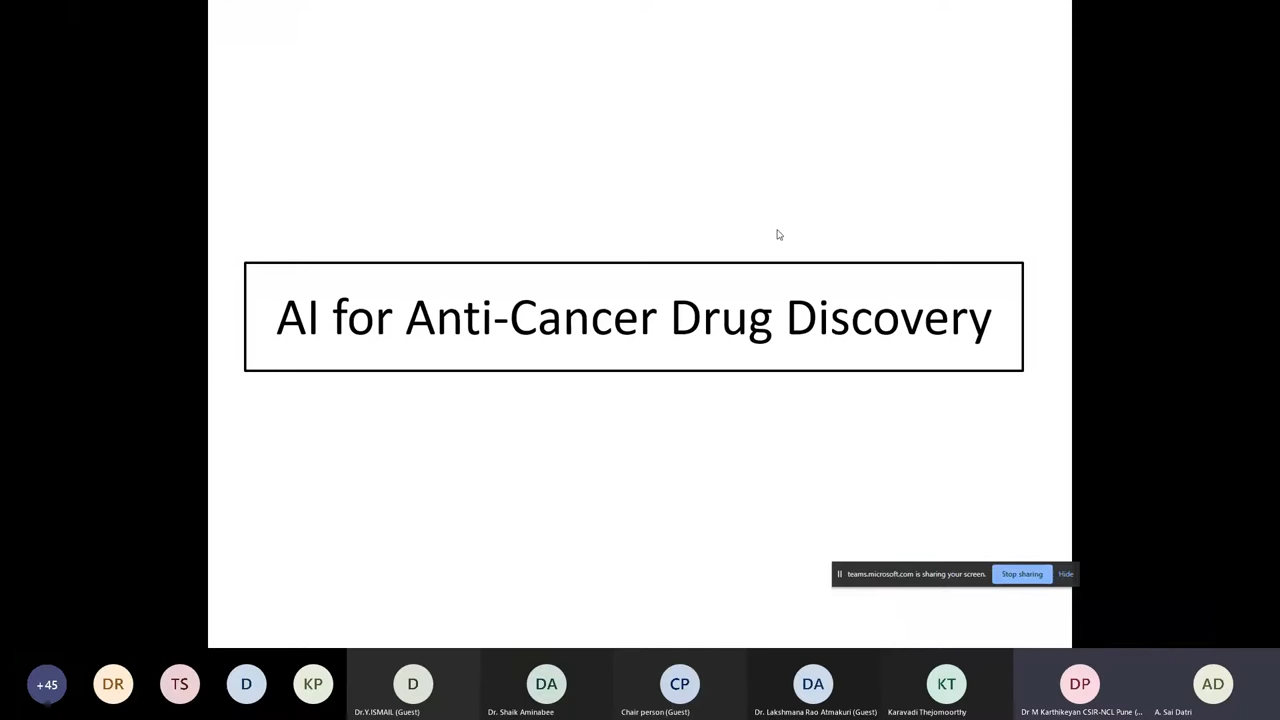 AI for Anti-Cancer Drug Discovery
teams.microsoft.com is sharing your screen. Stop sharing Hide
+45 DR TS D KP D DA CP DA KT DP AD
Dr.Y.ISMAIL (Guest) Dr. Shaik Aminabee Chair person (Guest) Dr. Lakshmana Rao Atmakuri (Guest) Karavadi Thejomoorthy Dr M Karthikeyan CSIR-NCL Pune (... A. Sai Datri